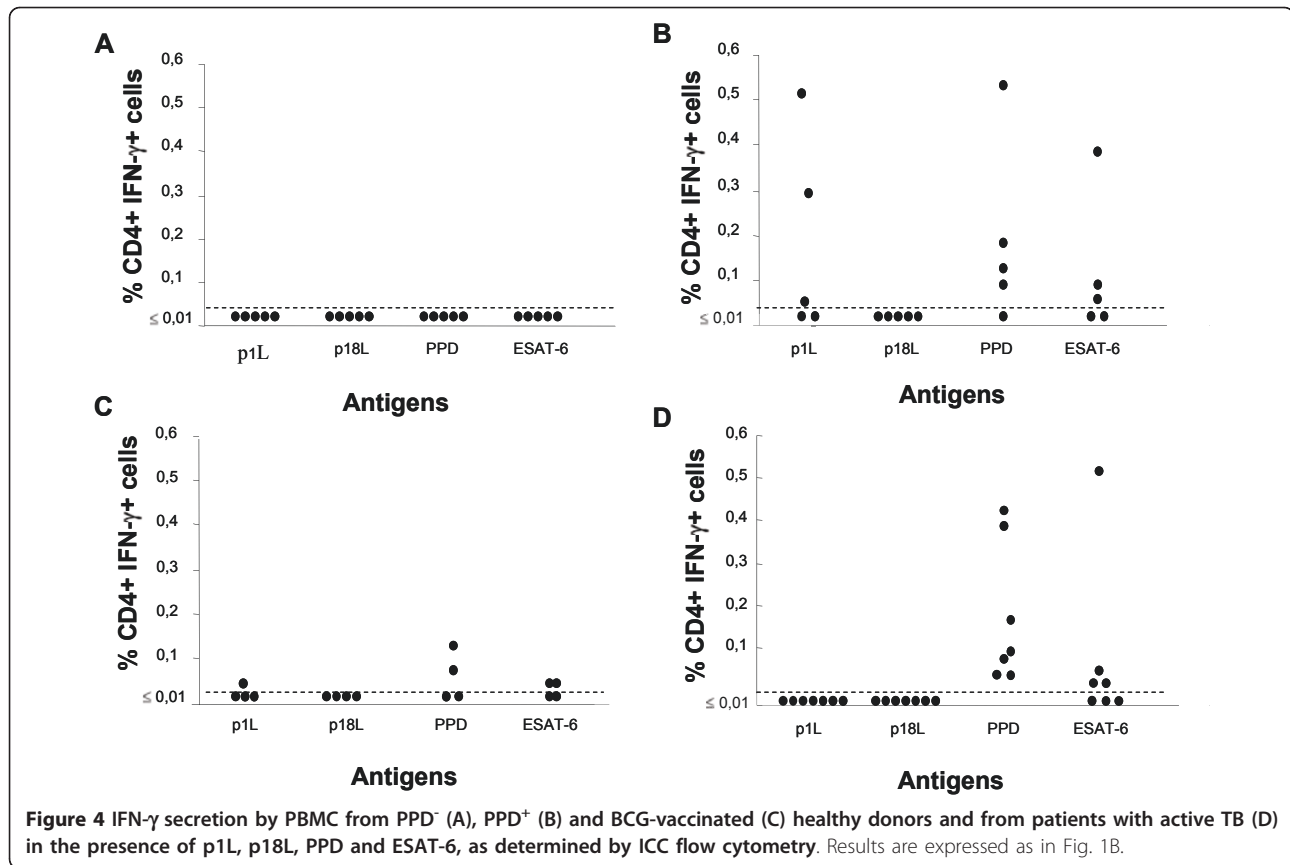 A
% CD4+ IFN-γ+ cells
0,6
0,5
0,4
0,3
0,2
0,1
≤ 0,01
p1L p18L PPD ESAT-6
Antigens
B
% CD4+ IFN-γ+ cells
0,6
0,5
0,4
0,3
0,2
0,1
≤ 0,01
p1L p18L PPD ESAT-6
Antigens
C
% CD4+ IFN-γ+ cells
0,6
0,5
0,4
0,3
0,2
0,1
≤ 0,01
p1L p18L PPD ESAT-6
Antigens
D
% CD4+ IFN-γ+ cells
0,6
0,5
0,4
0,3
0,2
0,1
≤ 0,01
p1L p18L PPD ESAT-6
Antigens
Figure 4 IFN-γ secretion by PBMC from PPD⁻ (A), PPD⁺ (B) and BCG-vaccinated (C) healthy donors and from patients with active TB (D)
in the presence of p1L, p18L, PPD and ESAT-6, as determined by ICC flow cytometry. Results are expressed as in Fig. 1B.